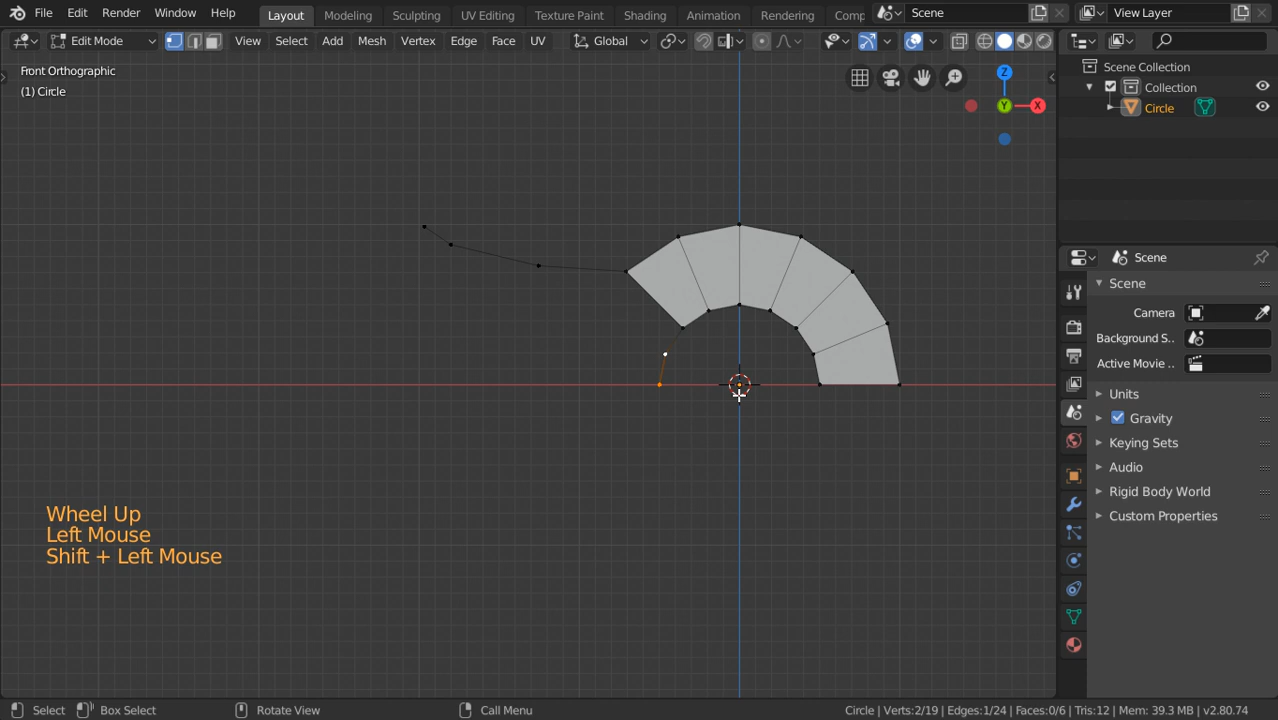 File Edit Render Window Help Layout Modeling Sculpting UV Editing Texture Paint Shading Animation Rendering Comp Scene View Layer
Edit Mode View Select Add Mesh Vertex Edge Face UV Global
Front Orthographic
(1) Circle
Z
Y
X
Scene Collection
Collection
Circle
Scene
Scene
Camera
Background S..
Active Movie ..
Units
Gravity
Keying Sets
Audio
Rigid Body World
Custom Properties
Wheel Up
Left Mouse
Shift + Left Mouse
Select Box Select Rotate View Call Menu Circle | Verts:2/19 | Edges:1/24 | Faces:0/6 | Tris:12 | Mem: 39.3 MB | v2.80.74